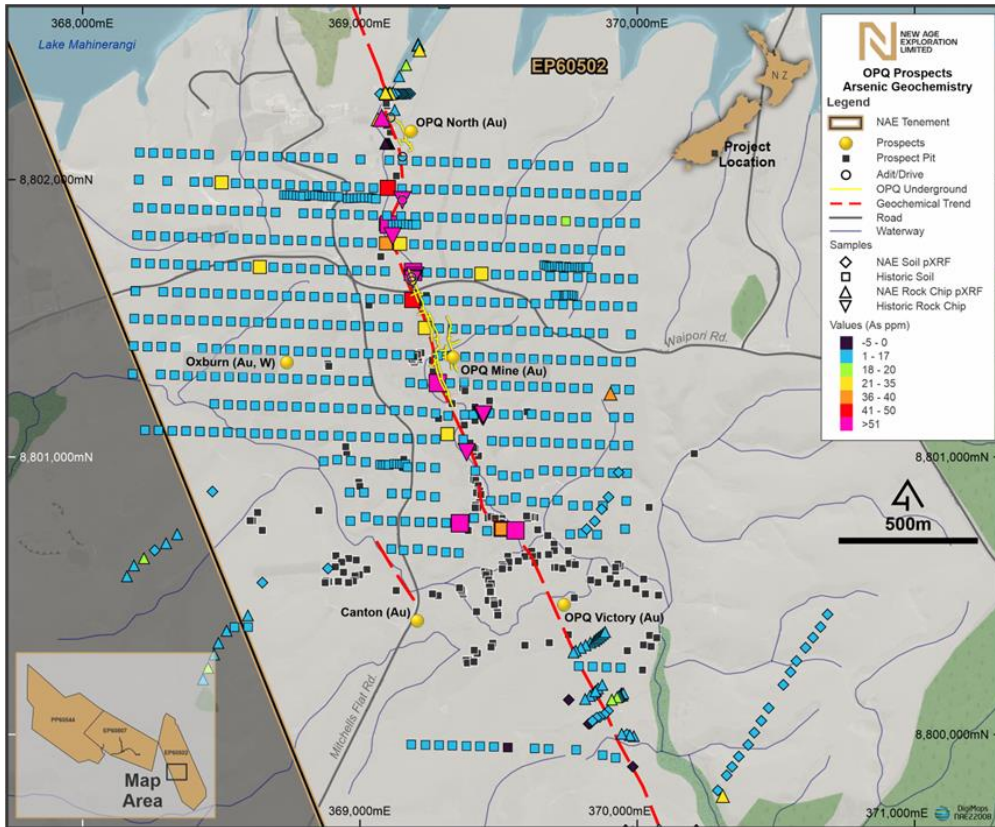 368,000mE
369,000mE
370,000mE
Lake Mahinerangi
EP60502
NEW AGE
EXPLORATION
LIMITED
OPQ Prospects
Arsenic Geochemistry
Legend
NAE Tenement
Prospects
Prospect Pit
Adit/Drive
OPQ Underground
Geochemical Trend
Road
Waterway
Samples
NAE Soil pXRF
Historic Soil
NAE Rock Chip pXRF
Historic Rock Chip
Values (As ppm)
-5 - 0
1 - 17
18 - 20
21 - 35
36 - 40
41 - 50
>51
N Z
Project
Location
OPQ North (Au)
8,802,000mN
Waipori Rd.
Oxburn (Au, W)
OPQ Mine (Au)
8,801,000mN
8,801,000mN
500m
Canton (Au)
OPQ Victory (Au)
Mitchells Flat Rd.
PP60544
EP60807
EP60502
Map
Area
8,800,000mN
369,000mE
370,000mE
371,000mE
DigiMaps
NAE22008